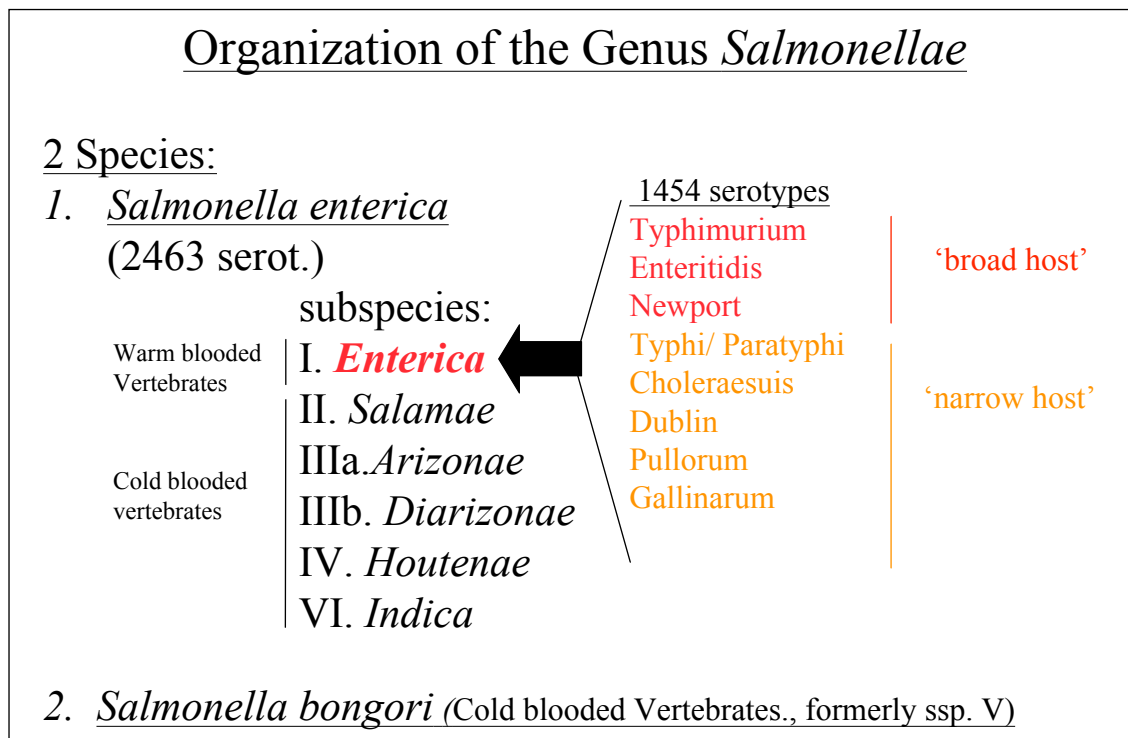 Organization of the Genus Salmonellae
2 Species:
1. Salmonella enterica
(2463 serot.)
subspecies:
Warm blooded
Vertebrates
I. Enterica
II. Salamae
Cold blooded
vertebrates
IIIa.Arizonae
IIIb. Diarizonae
IV. Houtenae
VI. Indica
1454 serotypes
Typhimurium
Enteritidis
Newport
‘broad host’
Typhi/ Paratyphi
Choleraesuis
Dublin
Pullorum
Gallinarum
‘narrow host’
2. Salmonella bongori (Cold blooded Vertebrates., formerly ssp. V)